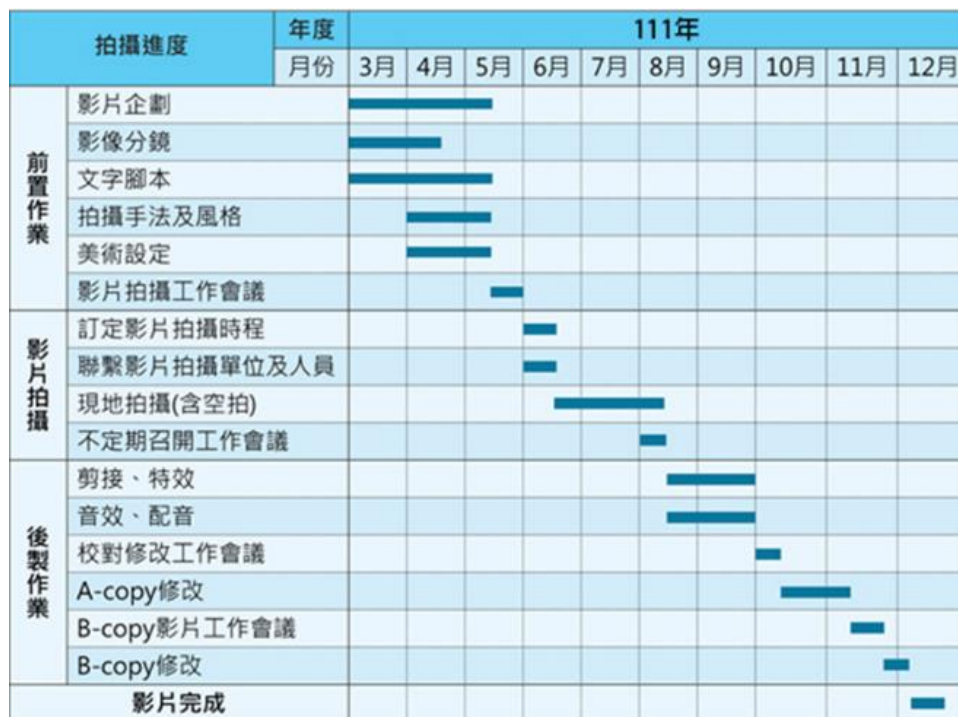 拍攝進度
年度
111年
月份
3月
4月
5月
6月
7月
8月
9月
10月
11月
12月
前置作業
影片企劃
影像分鏡
文字腳本
拍攝手法及風格
美術設定
影片拍攝工作會議
影片拍攝
訂定影片拍攝時程
聯繫影片拍攝單位及人員
現地拍攝(含空拍)
不定期召開工作會議
後製作業
剪接、特效
音效、配音
校對修改工作會議
A-copy修改
B-copy影片工作會議
B-copy修改
影片完成